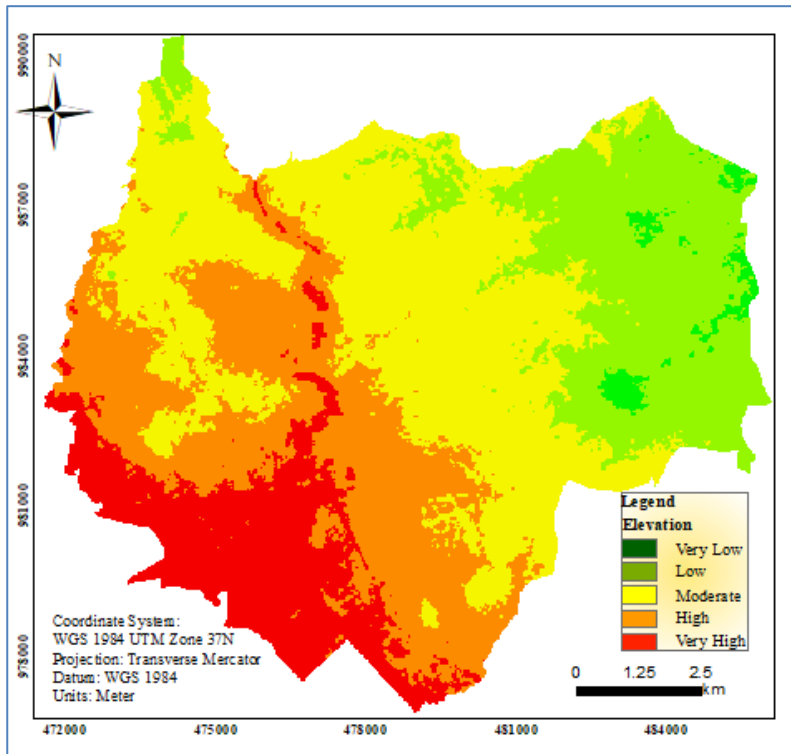 N
990000
987000
984000
981000
978000
Legend
Elevation
Very Low
Low
Moderate
High
Very High
Coordinate System:
WGS 1984 UTM Zone 37N
Projection: Transverse Mercator
Datum: WGS 1984
Units: Meter
0 1.25 2.5
km
472000 475000 478000 481000 484000